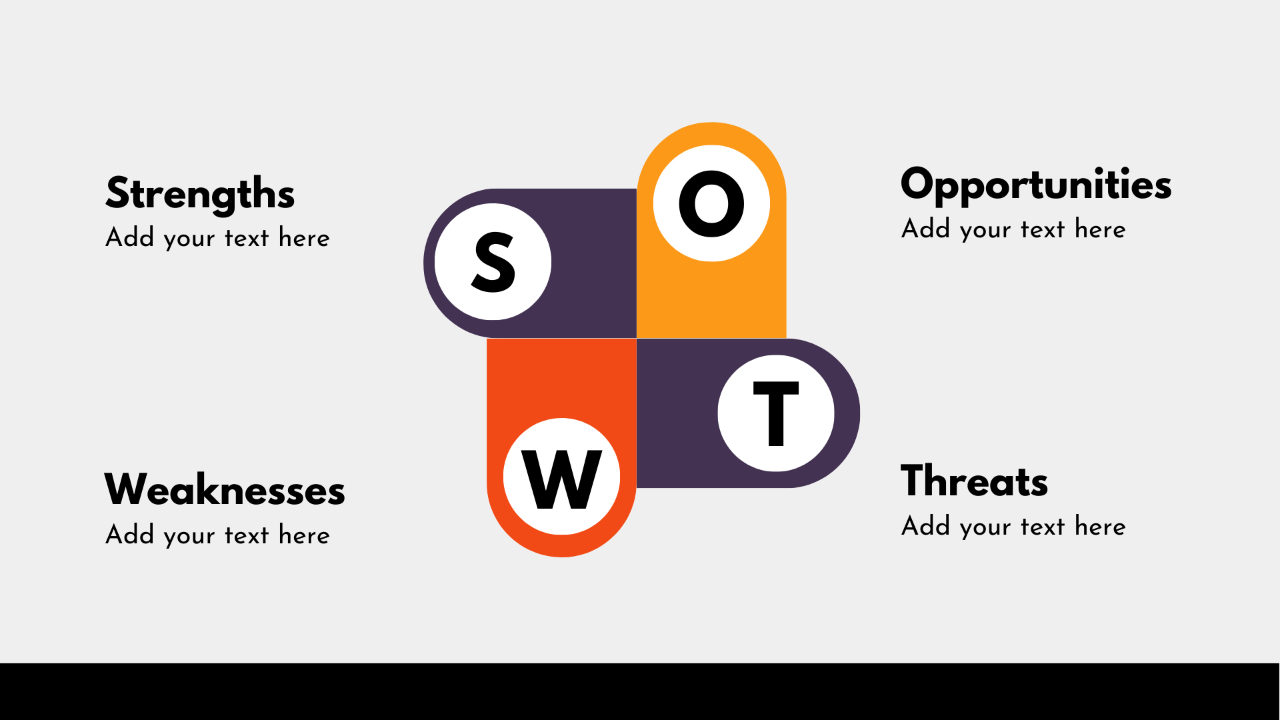 Strengths
Add your text here
Opportunities
Add your text here
S
O
W
T
Weaknesses
Add your text here
Threats
Add your text here